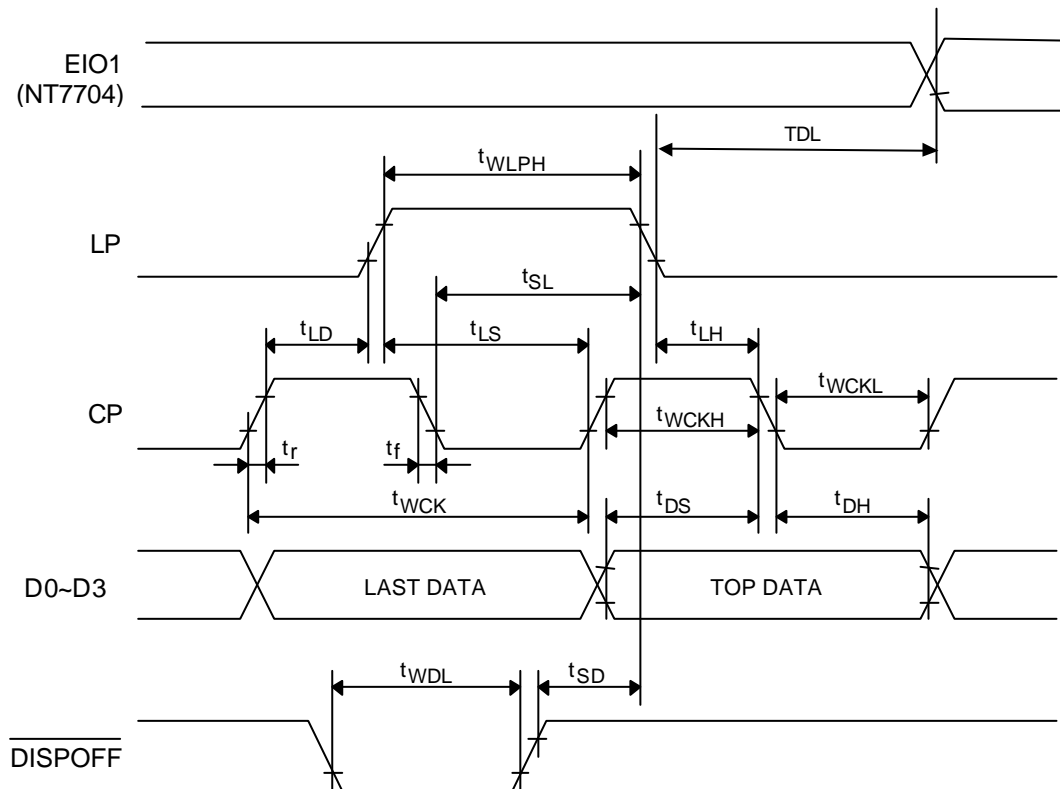 EIO1
(NT7704)
TDL
tWLPH
LP
tSL
tLD
tLS
tLH
CP
tWCKL
tWCKH
tr
tf
tWCK
tDS
tDH
D0~D3
LAST DATA
TOP DATA
tWDL
tSD
DISPOFF